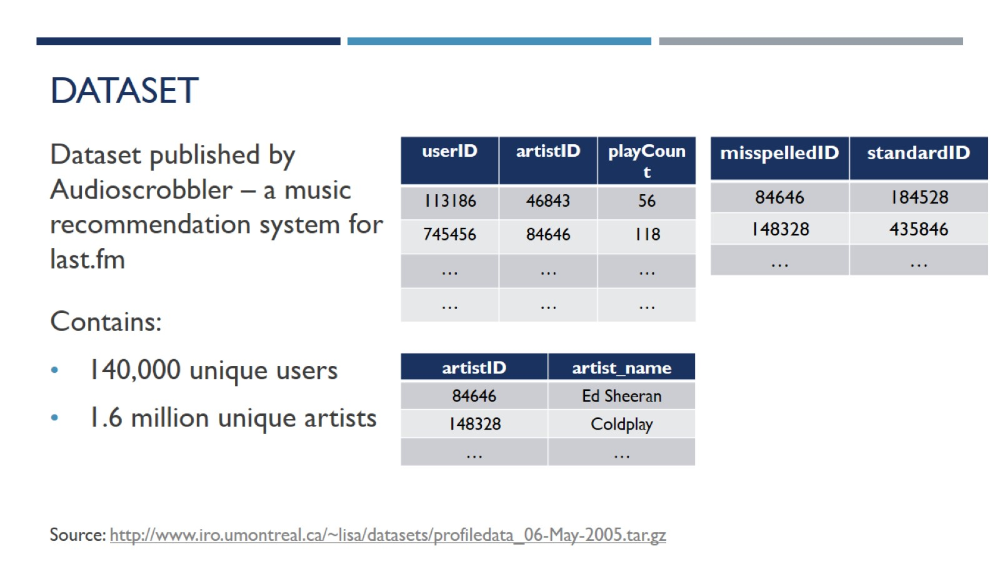 DATASET
Dataset published by
Audioscrobbler – a music
recommendation system for
last.fm
Contains:
• 140,000 unique users
• 1.6 million unique artists
userID artistID playCoun
t
113186 46843 56
745456 84646 118
… … …
… … …
misspelledID standardID
84646 184528
148328 435846
… …
artistID artist_name
84646 Ed Sheeran
148328 Coldplay
… …
Source: http://www.iro.umontreal.ca/~lisa/datasets/profiledata_06-May-2005.tar.gz